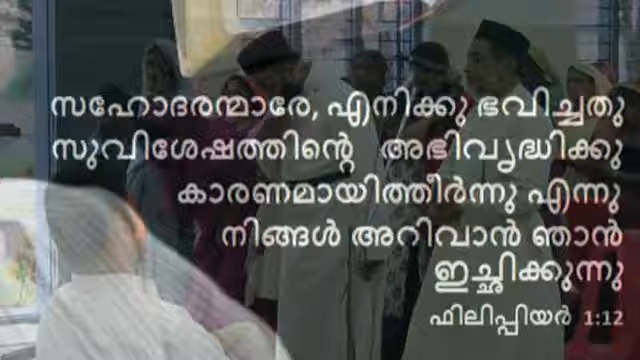 സഹോദരന്മാരേ, എനിക്കു ഭവിച്ചതു
സുവിശേഷത്തിന്റെ അഭിവൃദ്ധിക്കു
കാരണമായിത്തീർന്നു എന്നു
നിങ്ങൾ അറിവാൻ ഞാൻ
ഇച്ഛിക്കുന്നു
ഫിലിപ്പിയർ 1:12